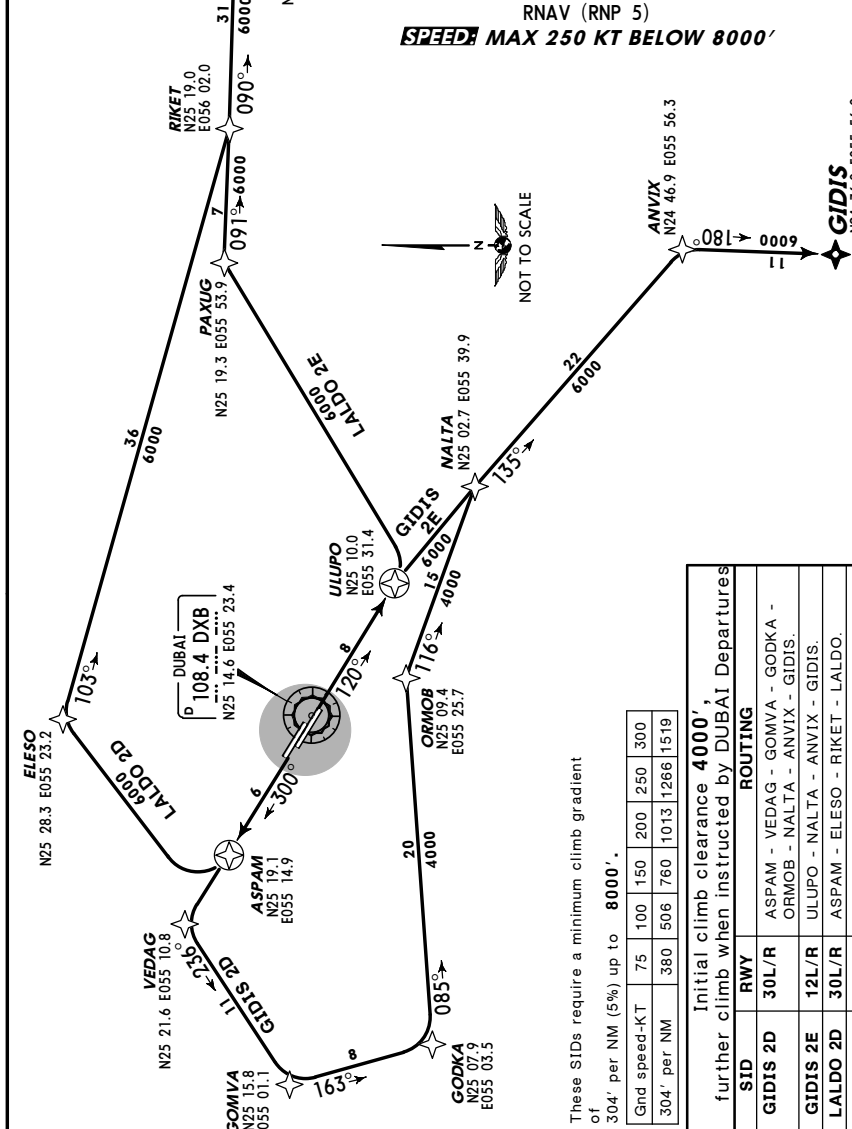 RNAV (RNP 5)
SPEED: MAX 250 KT BELOW 8000'
31
6000
RIKET
N25 19.0
E056 02.0
090°
7
091°
6000
PAXUG
N25 19.3 E055 53.9
36
6000
LALDO 2E
6000
N
NOT TO SCALE
ANVIX
N24 46.9 E055 56.3
180°
6000
11
GIDIS
22
6000
NALTA
N25 02.7 E055 39.9
135°
GIDIS
2E
6000
15
4000
ULUPO
N25 10.0
E055 31.4
DUBAI
D 108.4 DXB
N25 14.6 E055 23.4
8
120°
116°
ORMOB
N25 09.4
E055 25.7
ELESO
N25 28.3 E055 23.2
103°
LALDO 2D
6000
6
300°
ASPAM
N25 19.1
E055 14.9
20
4000
VEDAG
N25 21.6 E055 10.8
236°
GIDIS 2D
11
GOMVA
N25 15.8
E055 01.1
163°
8
085°
GODKA
N25 07.9
E055 03.5
These SIDs require a minimum climb gradient
of
304' per NM (5%) up to 8000'.
Gnd speed-KT 75 100 150 200 250 300
304' per NM 380 506 760 1013 1266 1519
Initial climb clearance 4000',
further climb when instructed by DUBAI Departures
SID RWY ROUTING
GIDIS 2D 30L/R ASPAM - VEDAG - GOMVA - GODKA -
ORMOB - NALTA - ANVIX - GIDIS.
GIDIS 2E 12L/R ULUPO - NALTA - ANVIX - GIDIS.
LALDO 2D 30L/R ASPAM - ELESO - RIKET - LALDO.